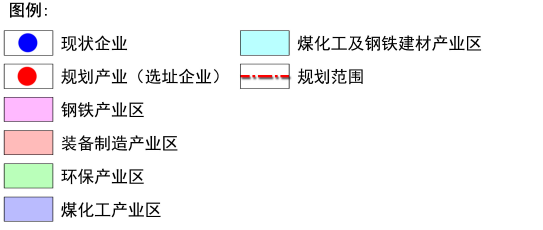 图例：
现状企业
规划产业（选址企业）
钢铁产业区
装备制造产业区
环保产业区
煤化工产业区
煤化工及钢铁建材产业区
规划范围